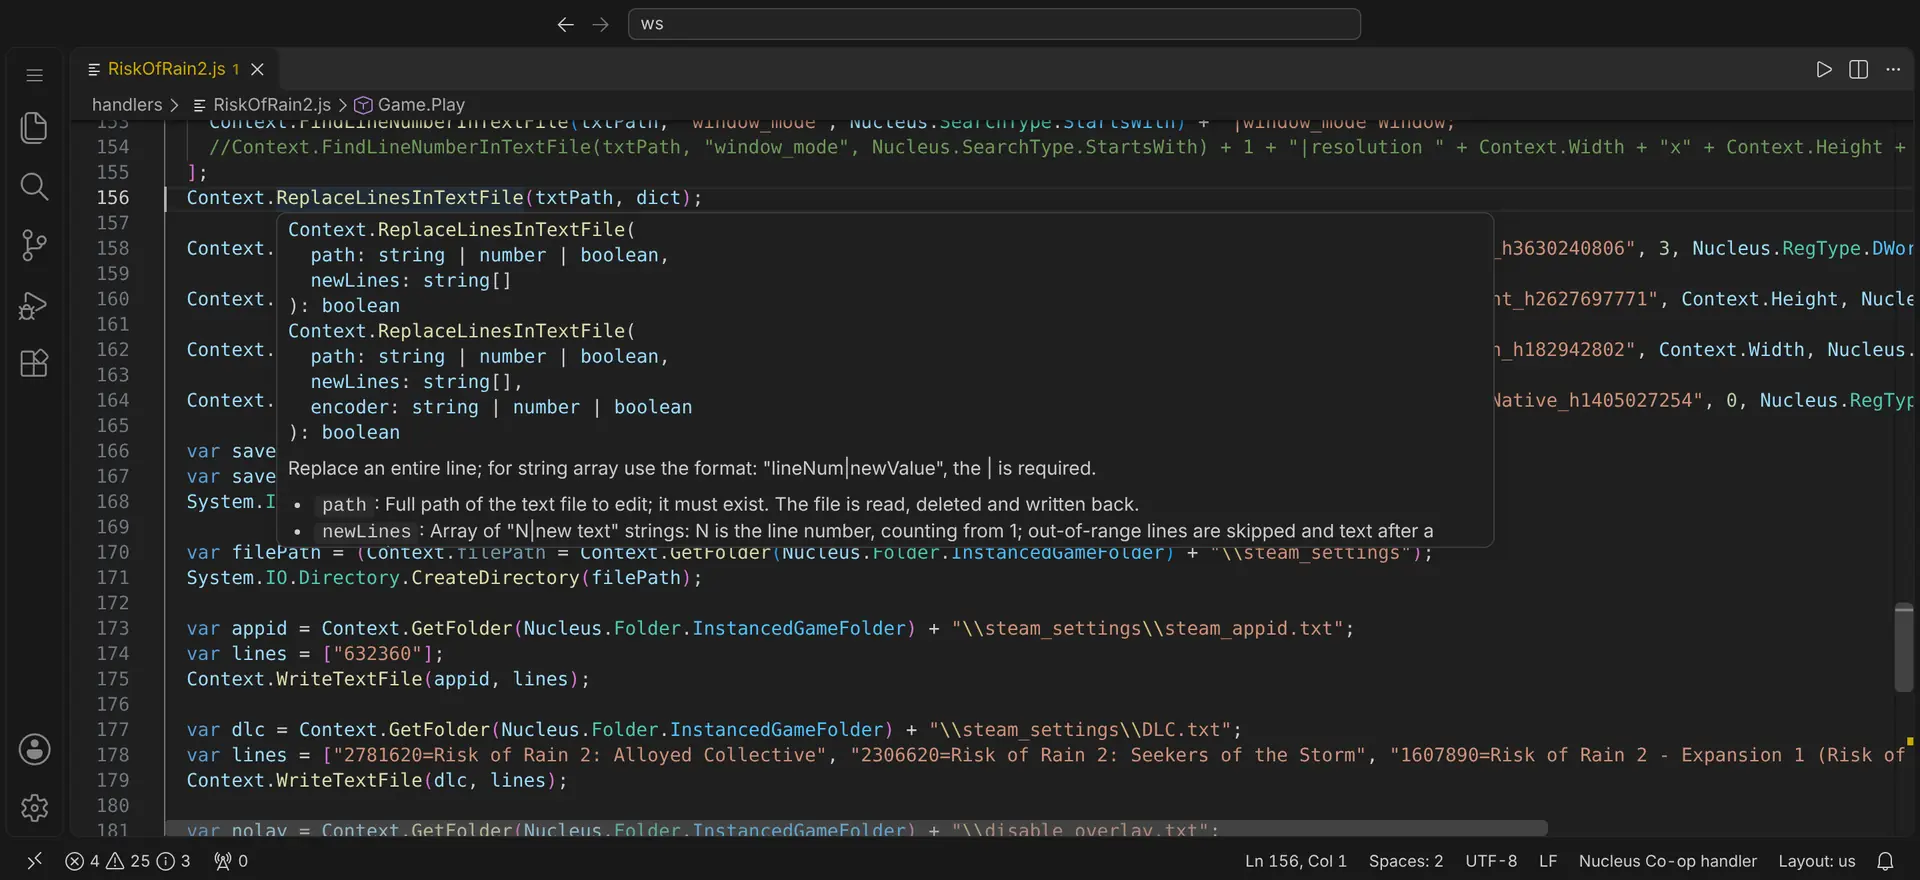 ws
RiskOfRain2.js 1
handlers > RiskOfRain2.js > Game.Play
153 Context.FindLineNumberInTextFile(txtPath, "window_mode", Nucleus.SearchType.StartsWith) + "|window_mode Window;
154 //Context.FindLineNumberInTextFile(txtPath, "window_mode", Nucleus.SearchType.StartsWith) + 1 + "|resolution " + Context.Width + "x" + Context.Height +
155 ];
156 Context.ReplaceLinesInTextFile(txtPath, dict);
157
Context.ReplaceLinesInTextFile(
path: string | number | boolean,
newLines: string[]
): boolean
Context.ReplaceLinesInTextFile(
path: string | number | boolean,
newLines: string[],
encoder: string | number | boolean
): boolean
Replace an entire line; for string array use the format: "lineNum|newValue", the | is required.
• path: Full path of the text file to edit; it must exist. The file is read, deleted and written back.
• newLines: Array of "N|new text" strings: N is the line number, counting from 1; out-of-range lines are skipped and text after a
158 Context. _h3630240806", 3, Nucleus.RegType.DWor
159
160 Context. nt_h2627697771", Context.Height, Nucle
161
162 Context. h_h182942802", Context.Width, Nucleus.
163
164 Context. Native_h1405027254", 0, Nucleus.RegTyp
165
166 var save
167 var save
168 System.I
169
170 var filePath = (Context.filePath = Context.GetFolder(Nucleus.Folder.InstancedGameFolder) + "\\steam_settings");
171 System.IO.Directory.CreateDirectory(filePath);
172
173 var appid = Context.GetFolder(Nucleus.Folder.InstancedGameFolder) + "\\steam_settings\\steam_appid.txt";
174 var lines = ["632360"];
175 Context.WriteTextFile(appid, lines);
176
177 var dlc = Context.GetFolder(Nucleus.Folder.InstancedGameFolder) + "\\steam_settings\\DLC.txt";
178 var lines = ["2781620=Risk of Rain 2: Alloyed Collective", "2306620=Risk of Rain 2: Seekers of the Storm", "1607890=Risk of Rain 2 - Expansion 1 (Risk of
179 Context.WriteTextFile(dlc, lines);
180
181 var nolay = Context.GetFolder(Nucleus.Folder.InstancedGameFolder) + "\\disable_overlay.txt";
4 25 3 0 Ln 156, Col 1 Spaces: 2 UTF-8 LF Nucleus Co-op handler Layout: us